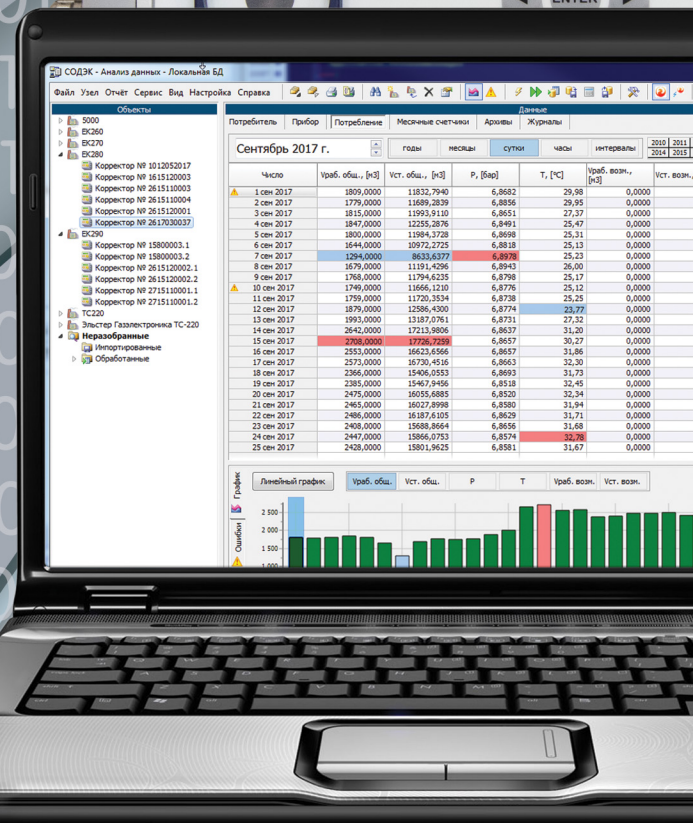 ENTER
СОДЭК - Анализ данных - Локальная БД
Файл Узел Отчёт Сервис Вид Настройка Справка
Объекты
5000
EK260
EK270
EK280
Корректор № 1012052017
Корректор № 1615120003
Корректор № 2615110003
Корректор № 2615110004
Корректор № 2615120001
Корректор № 2617030037
EK290
Корректор № 15800003.1
Корректор № 15800003.2
Корректор № 2615120002.1
Корректор № 2615120002.2
Корректор № 2715110001.1
Корректор № 2715110001.2
TC220
Эльстер Газэлектроника ТС-220
Неразобранные
Импортированные
Обработанные
Данные
Потребитель Прибор Потребление Месячные счетчики Архивы Журналы
Сентябрь 2017 г. годы месяцы сутки часы интервалы 2010 2011
2014 2015
Число Vраб. общ., [м3] Vст. общ., [м3] P, [бар] T, [°C] Vраб. возм., [м3] Vст. возм.,
1 сен 2017 1809,0000 11832,7940 6,8682 29,98 0,0000
2 сен 2017 1779,0000 11689,2839 6,8856 29,95 0,0000
3 сен 2017 1815,0000 11993,9110 6,8651 27,37 0,0000
4 сен 2017 1847,0000 12255,2876 6,8491 25,47 0,0000
5 сен 2017 1800,0000 11984,3728 6,8698 25,31 0,0000
6 сен 2017 1644,0000 10972,2725 6,8818 25,13 0,0000
7 сен 2017 1294,0000 8633,6377 6,8978 25,23 0,0000
8 сен 2017 1679,0000 11191,4296 6,8943 26,00 0,0000
9 сен 2017 1768,0000 11794,6235 6,8798 25,17 0,0000
10 сен 2017 1749,0000 11666,1210 6,8776 25,12 0,0000
11 сен 2017 1759,0000 11720,3534 6,8738 25,25 0,0000
12 сен 2017 1879,0000 12586,4300 6,8774 23,77 0,0000
13 сен 2017 1993,0000 13187,0761 6,8731 27,32 0,0000
14 сен 2017 2642,0000 17213,9806 6,8637 31,20 0,0000
15 сен 2017 2708,0000 17726,7259 6,8657 30,27 0,0000
16 сен 2017 2553,0000 16623,6566 6,8657 31,86 0,0000
17 сен 2017 2573,0000 16730,4516 6,8663 32,30 0,0000
18 сен 2017 2366,0000 15406,0553 6,8693 31,73 0,0000
19 сен 2017 2385,0000 15467,9456 6,8518 32,45 0,0000
20 сен 2017 2475,0000 16055,6885 6,8520 32,34 0,0000
21 сен 2017 2465,0000 16027,8998 6,8580 31,94 0,0000
22 сен 2017 2486,0000 16187,6105 6,8629 31,71 0,0000
23 сен 2017 2408,0000 15688,8664 6,8656 31,68 0,0000
24 сен 2017 2447,0000 15866,0753 6,8574 32,78 0,0000
25 сен 2017 2428,0000 15801,9625 6,8581 31,67 0,0000
График
Ошибки
Линейный график Vраб. общ. Vст. общ. P T Vраб. возм. Vст. возм.
2 500
2 000
1 500
1 000